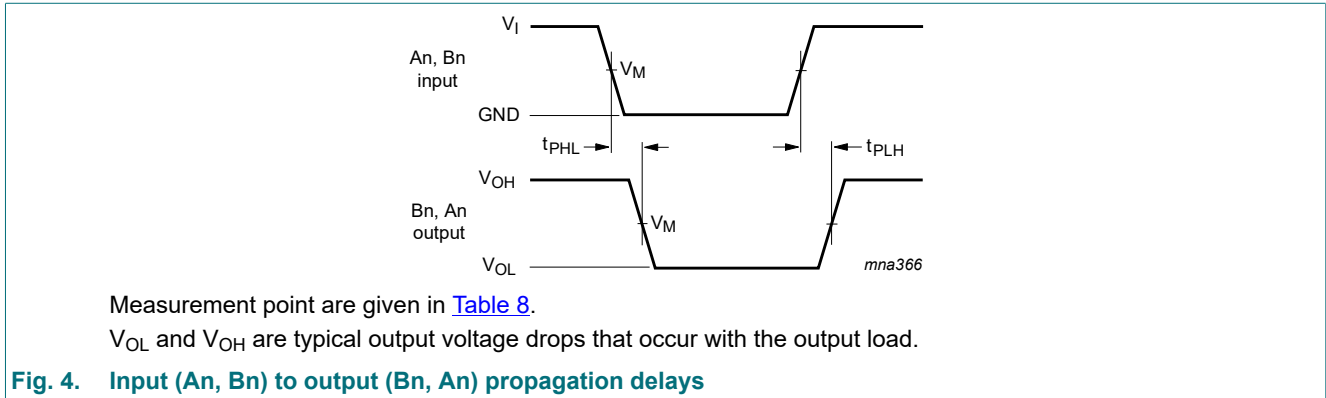 V_I
An, Bn
input
V_M
GND
t_PHL
t_PLH
V_OH
Bn, An
output
V_M
V_OL
mna366
Measurement point are given in Table 8.
V_OL and V_OH are typical output voltage drops that occur with the output load.
Fig. 4. Input (An, Bn) to output (Bn, An) propagation delays